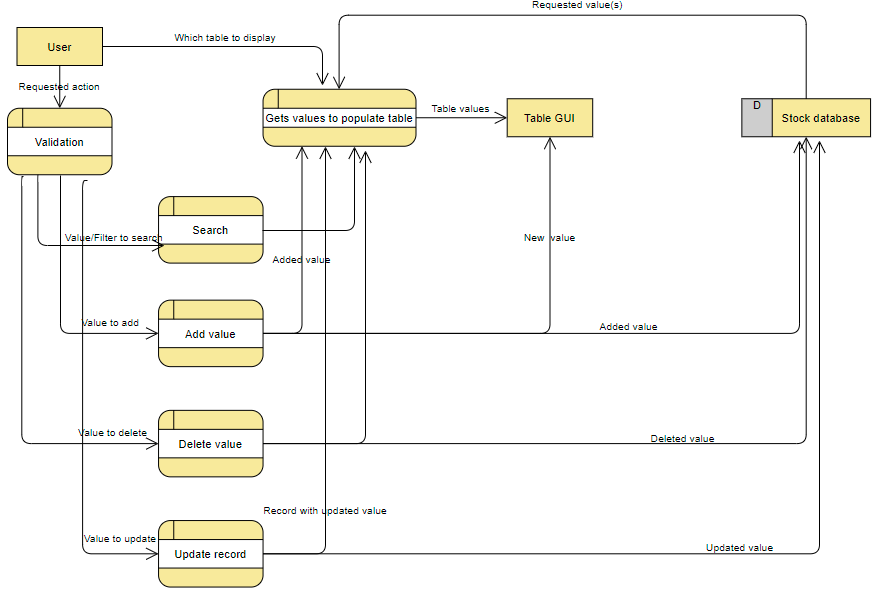 Requested value(s)
User
Which table to display
Requested action
Gets values to populate table
Table values
Table GUI
D
Stock database
Validation
Search
Value/Filter to search
New value
Added value
Value to add
Add value
Added value
Value to delete
Delete value
Deleted value
Record with updated value
Value to update
Update record
Updated value